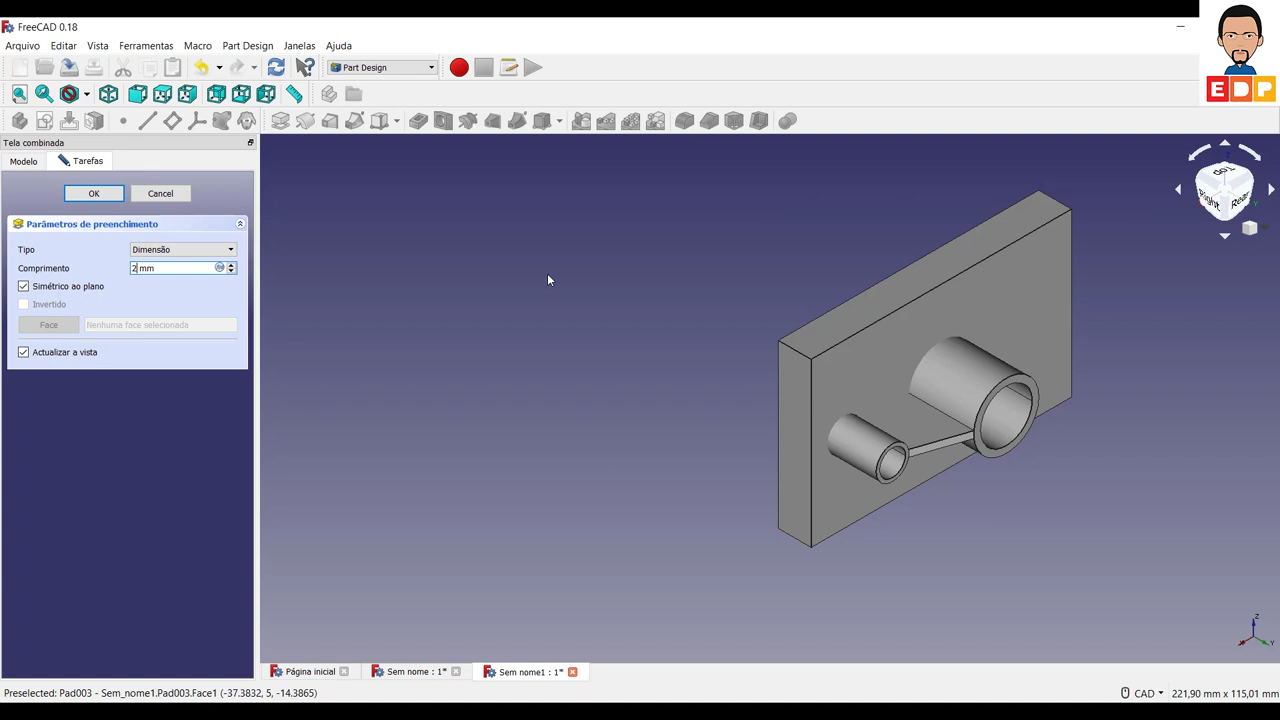 FreeCAD 0.18
Arquivo Editar Vista Ferramentas Macro Part Design Janelas Ajuda
EDP
Part Design
Tela combinada
Modelo Tarefas
OK Cancel
Parâmetros de preenchimento
Tipo Dimensão
Comprimento 2 mm
Simétrico ao plano
Invertido
Face Nenhuma face selecionada
Actualizar a vista
Top
Right Rear
Z
X Y
Página inicial Sem nome : 1* Sem nome1 : 1*
Preselected: Pad003 - Sem_nome1.Pad003.Face1 (-37.3832, 5, -14.3865) CAD 221,90 mm x 115,01 mm